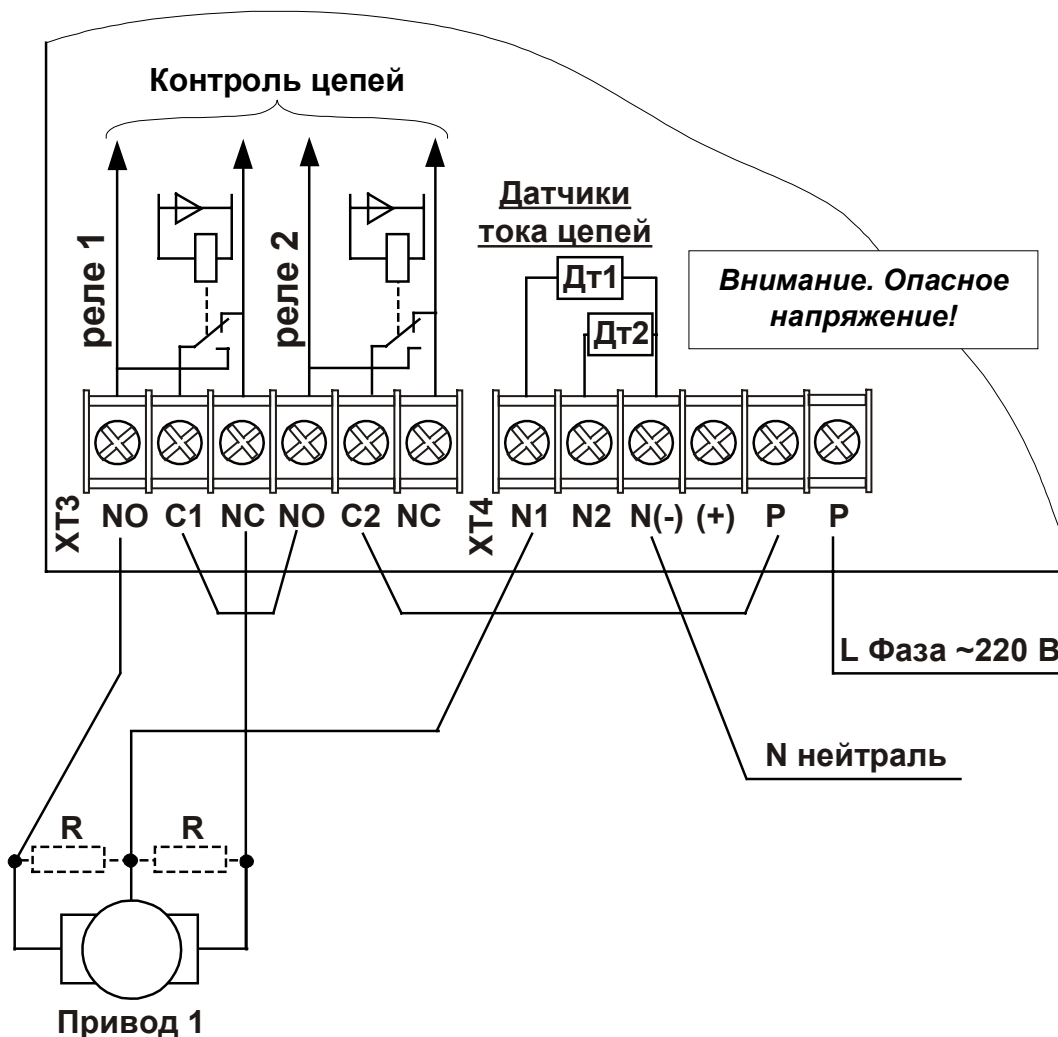 Контроль цепей
реле 1
реле 2
Датчики
тока цепей
Дт1
Дт2
Внимание. Опасное
напряжение!
XT3
NO C1 NC NO C2 NC
XT4
N1 N2 N(-) (+) P P
L Фаза ~220 В
N нейтраль
R R
Привод 1